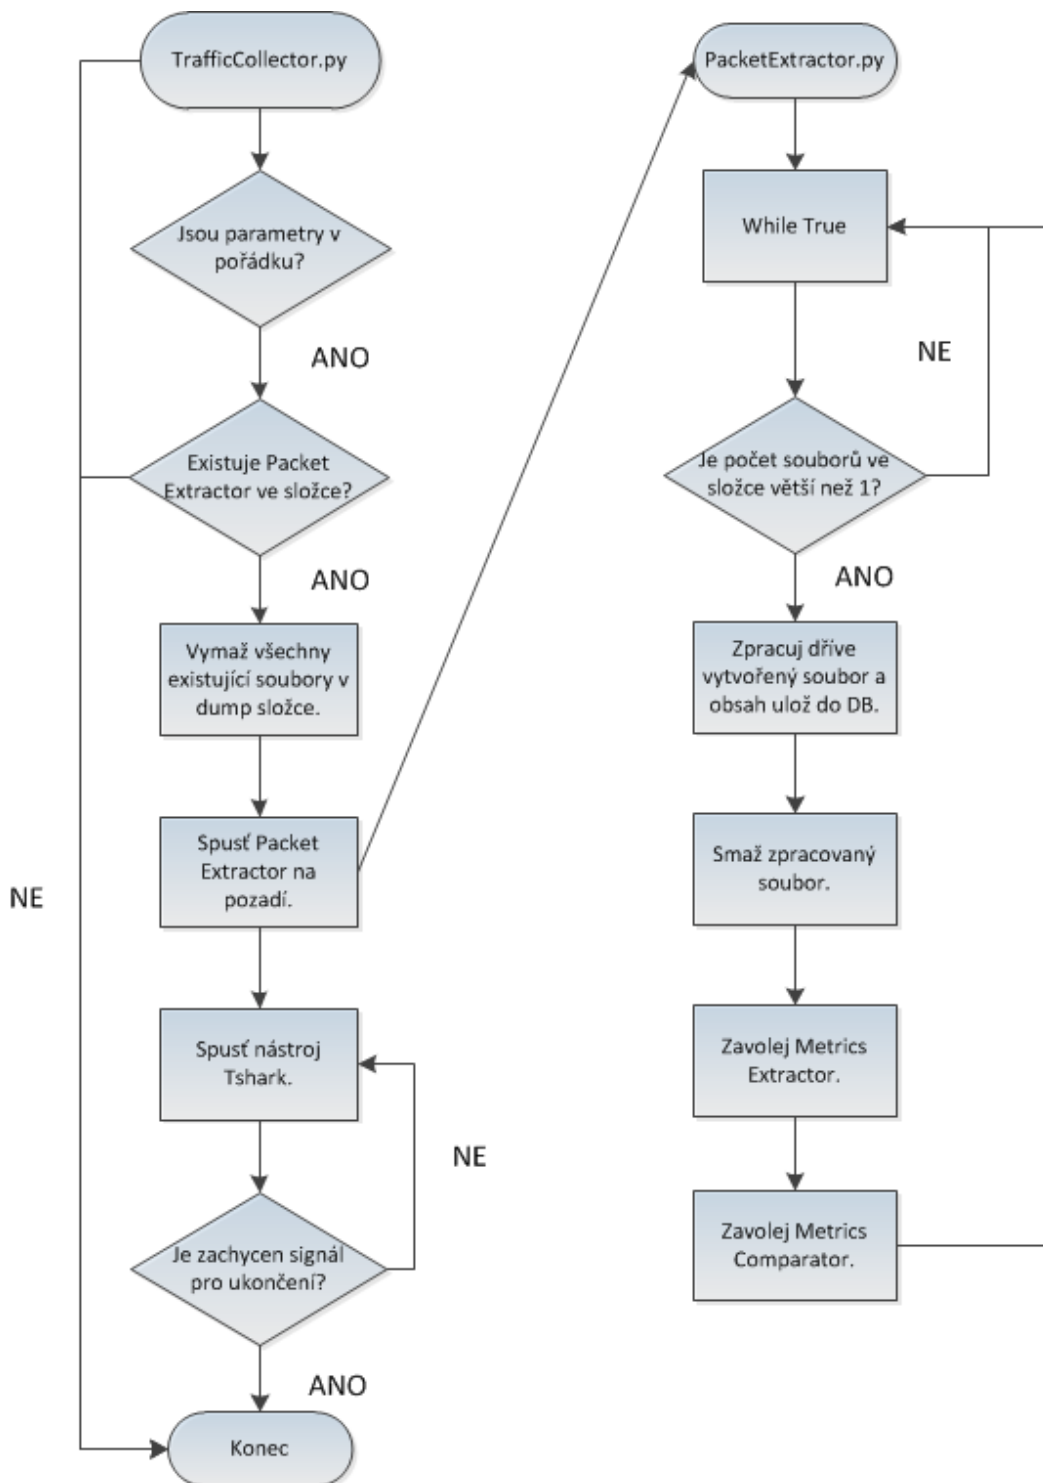 TrafficCollector.py
Jsou parametry v
pořádku?
ANO
Existuje Packet
Extractor ve složce?
ANO
Vymaž všechny
existující soubory v
dump složce.
Spusť Packet
Extractor na
pozadí.
NE
Spusť nástroj
Tshark.
NE
Je zachycen signál
pro ukončení?
ANO
Konec
PacketExtractor.py
While True
NE
Je počet souborů ve
složce větší než 1?
ANO
Zpracuj dříve
vytvořený soubor a
obsah ulož do DB.
Smaž zpracovaný
soubor.
Zavolej Metrics
Extractor.
Zavolej Metrics
Comparator.